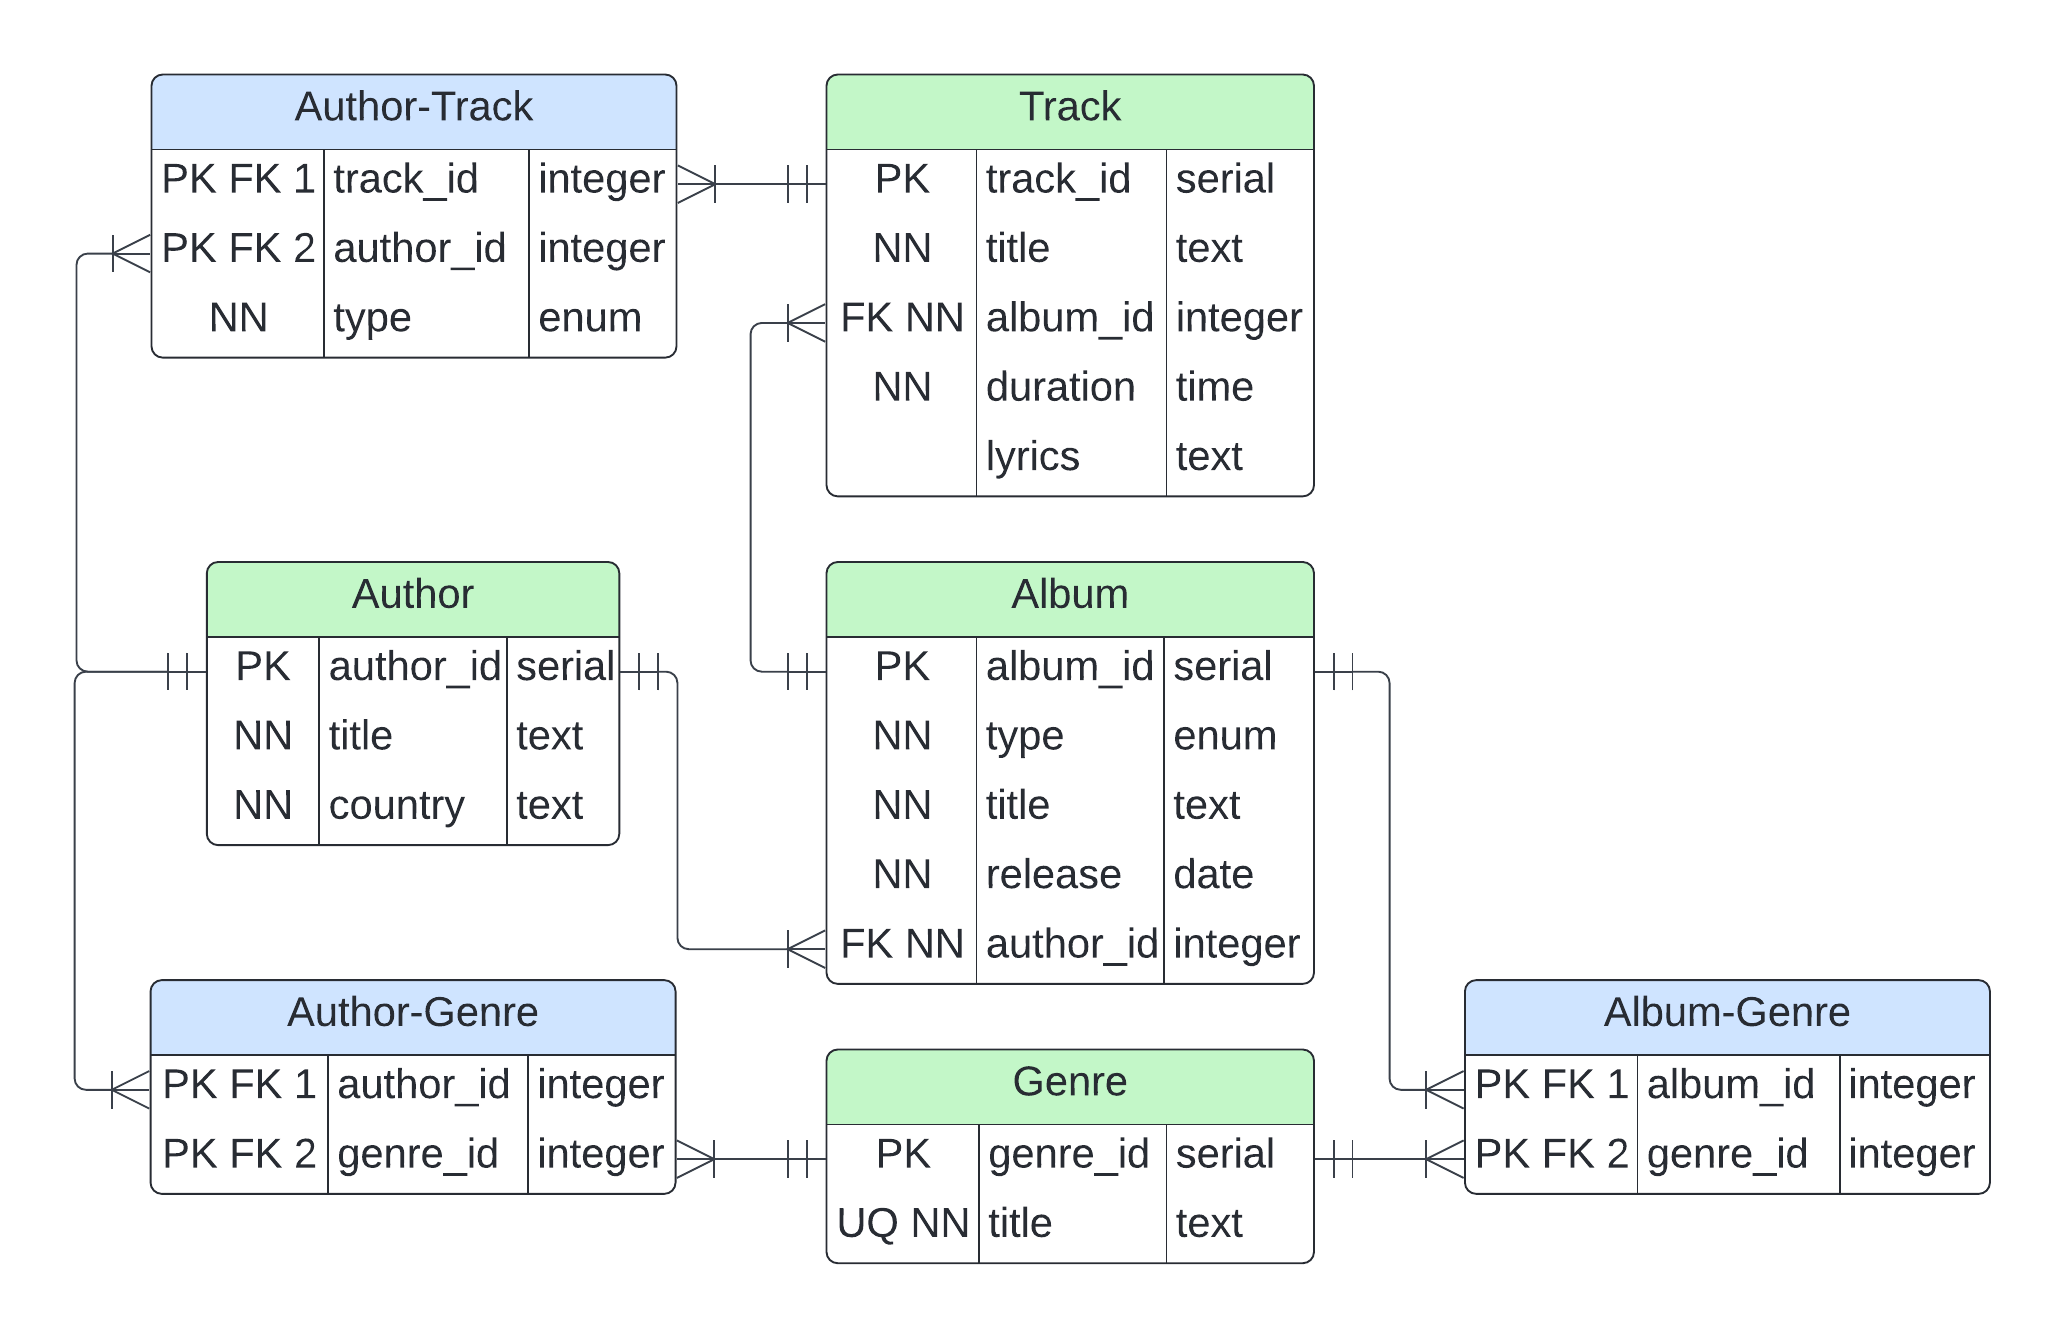 Author-Track
PK FK 1 track_id integer
PK FK 2 author_id integer
NN type enum
Track
PK track_id serial
NN title text
FK NN album_id integer
NN duration time
lyrics text
Author
PK author_id serial
NN title text
NN country text
Album
PK album_id serial
NN type enum
NN title text
NN release date
FK NN author_id integer
Author-Genre
PK FK 1 author_id integer
PK FK 2 genre_id integer
Genre
PK genre_id serial
UQ NN title text
Album-Genre
PK FK 1 album_id integer
PK FK 2 genre_id integer